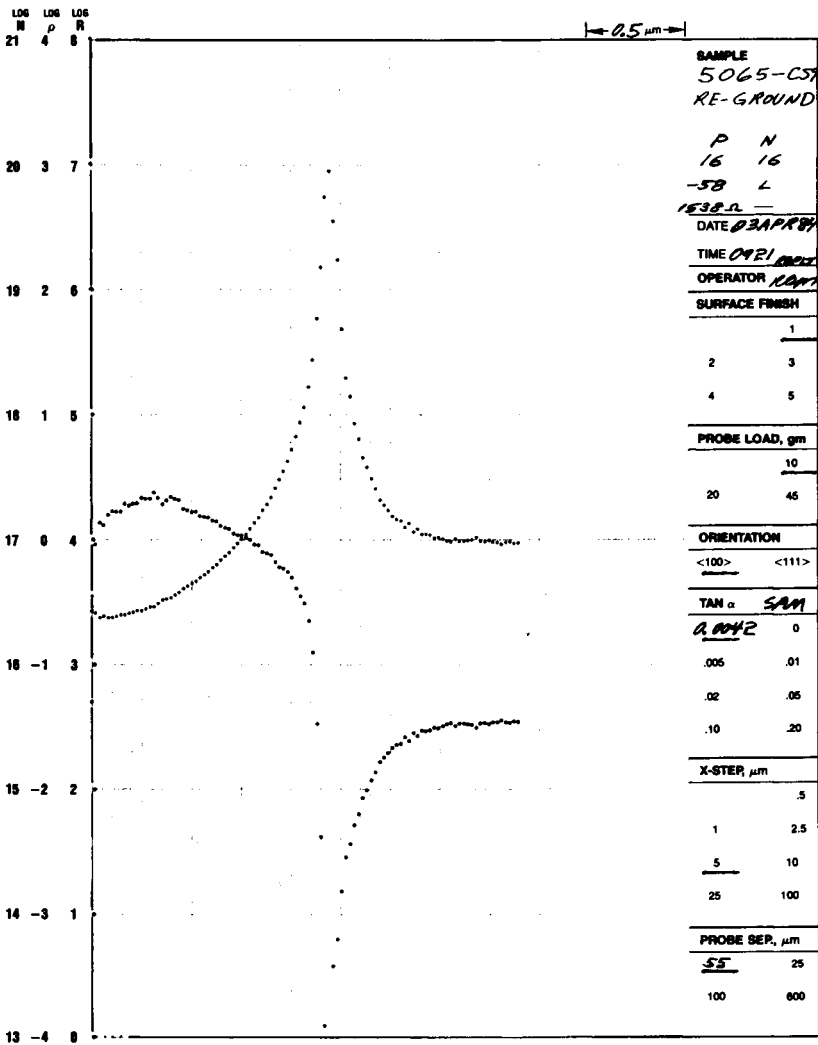 LOG LOG LOG
N ρ R
21 4 8
0.5 μm
20 3 7
19 2 6
18 1 5
17 0 4
16 -1 3
15 -2 2
14 -3 1
13 -4 0
SAMPLE
5065-C59
RE-GROUND
P N
16 16
-58 L
1538 Ω —
DATE 03APR84
TIME 0921
OPERATOR
SURFACE FINISH
1
2 3
4 5
PROBE LOAD, gm
10
20 45
ORIENTATION
<100> <111>
TAN α SAM
0.0042 0
.005 .01
.02 .05
.10 .20
X-STEP, μm
.5
1 2.5
5 10
25 100
PROBE SEP., μm
55 25
100 600